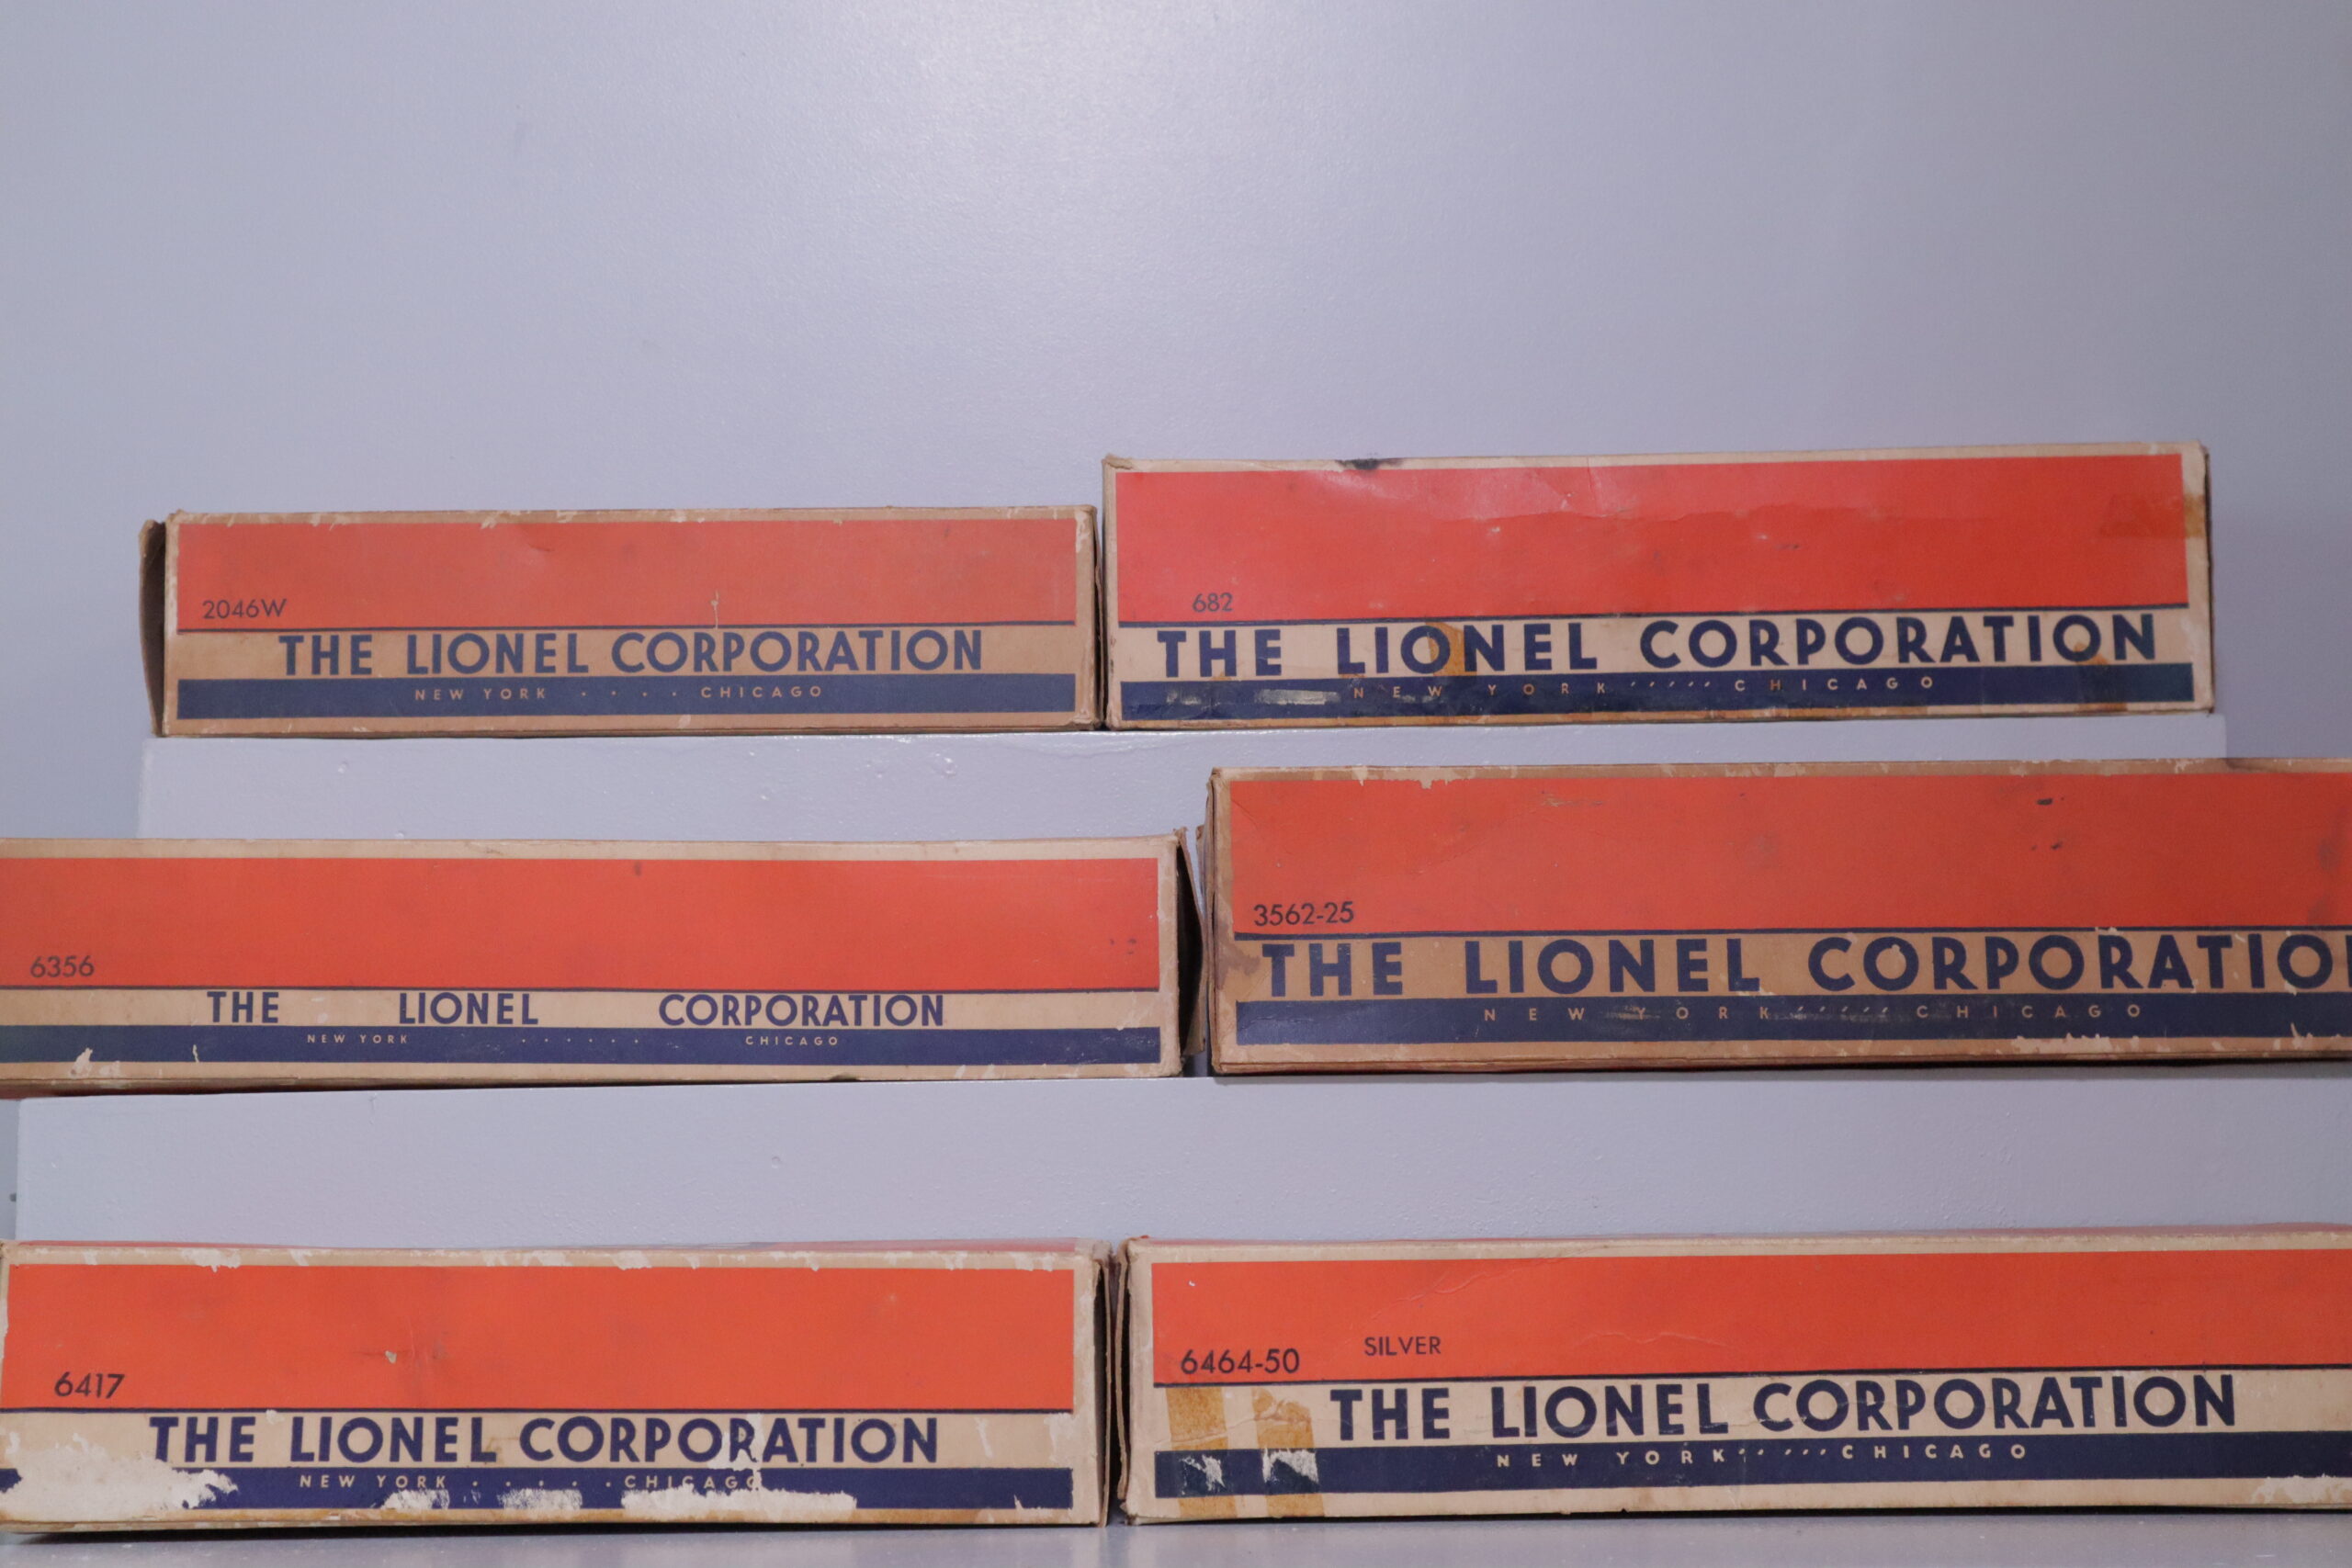 2046W
THE LIONEL CORPORATION
NEW YORK · · · · CHICAGO
682
THE LIONEL CORPORATION
NEW YORK ' ' ' ' ' CHICAGO
6356
THE LIONEL CORPORATION
NEW YORK · · · · · · CHICAGO
3562-25
THE LIONEL CORPORATIO
NEW YORK ' ' ' ' ' CHICAGO
6417
THE LIONEL CORPORATION
NEW YORK · · · · · CHICAGO
6464-50 SILVER
THE LIONEL CORPORATION
NEW YORK ' ' ' ' ' CHICAGO